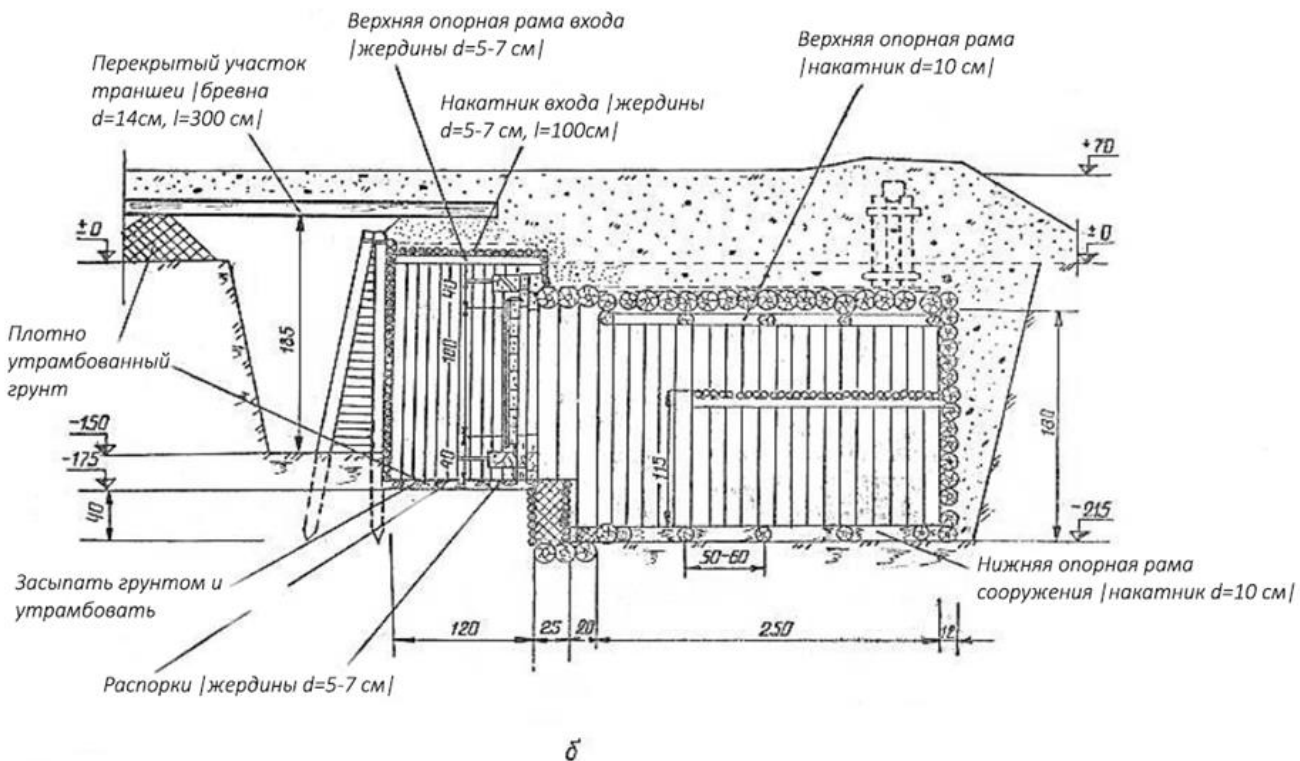 Верхняя опорная рама входа
|жердины d=5-7 см|
Верхняя опорная рама
|накатник d=10 см|
Перекрытый участок
траншеи |бревна
d=14см, l=300 см|
Накатник входа |жердины
d=5-7 см, l=100см|
+70
±0
±0
185
40
100
40
Плотно
утрамбованный
грунт
180
115
-150
-175
40
-215
50-60
Засыпать грунтом и
утрамбовать
Нижняя опорная рама
сооружения |накатник d=10 см|
120
25
20
250
12
Распорки |жердины d=5-7 см|
б